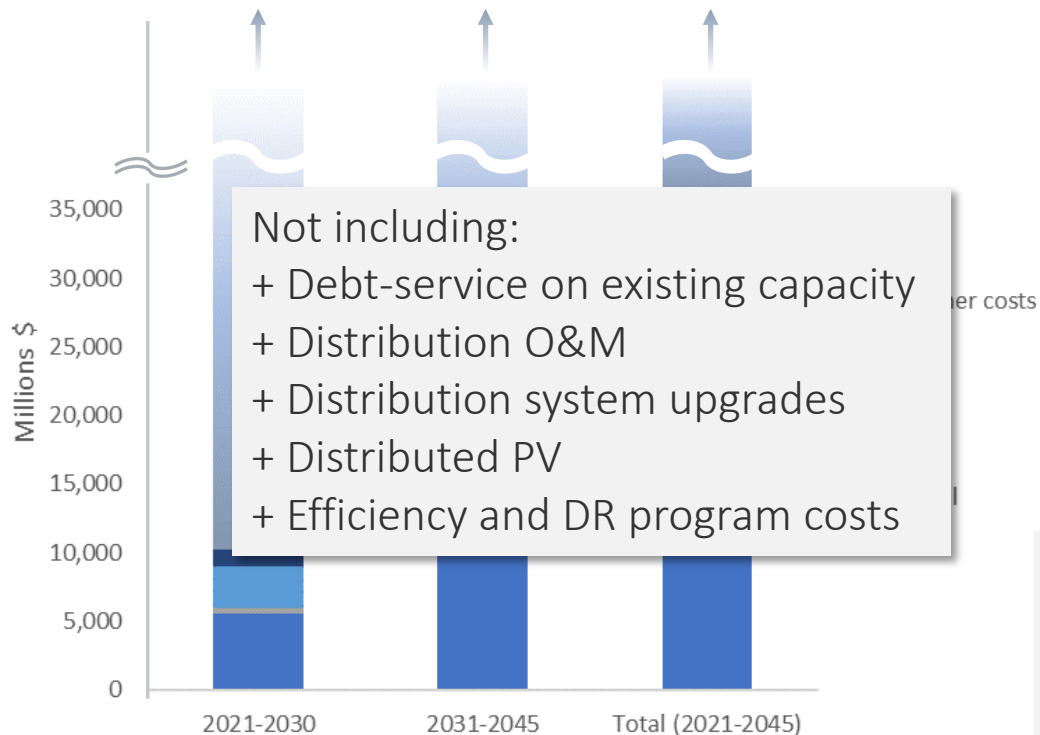 35,000
30,000
25,000
20,000
15,000
10,000
5,000
0
Millions $
Not including:
+ Debt-service on existing capacity
+ Distribution O&M
+ Distribution system upgrades
+ Distributed PV
+ Efficiency and DR program costs
costs
2021-2030
2031-2045
Total (2021-2045)